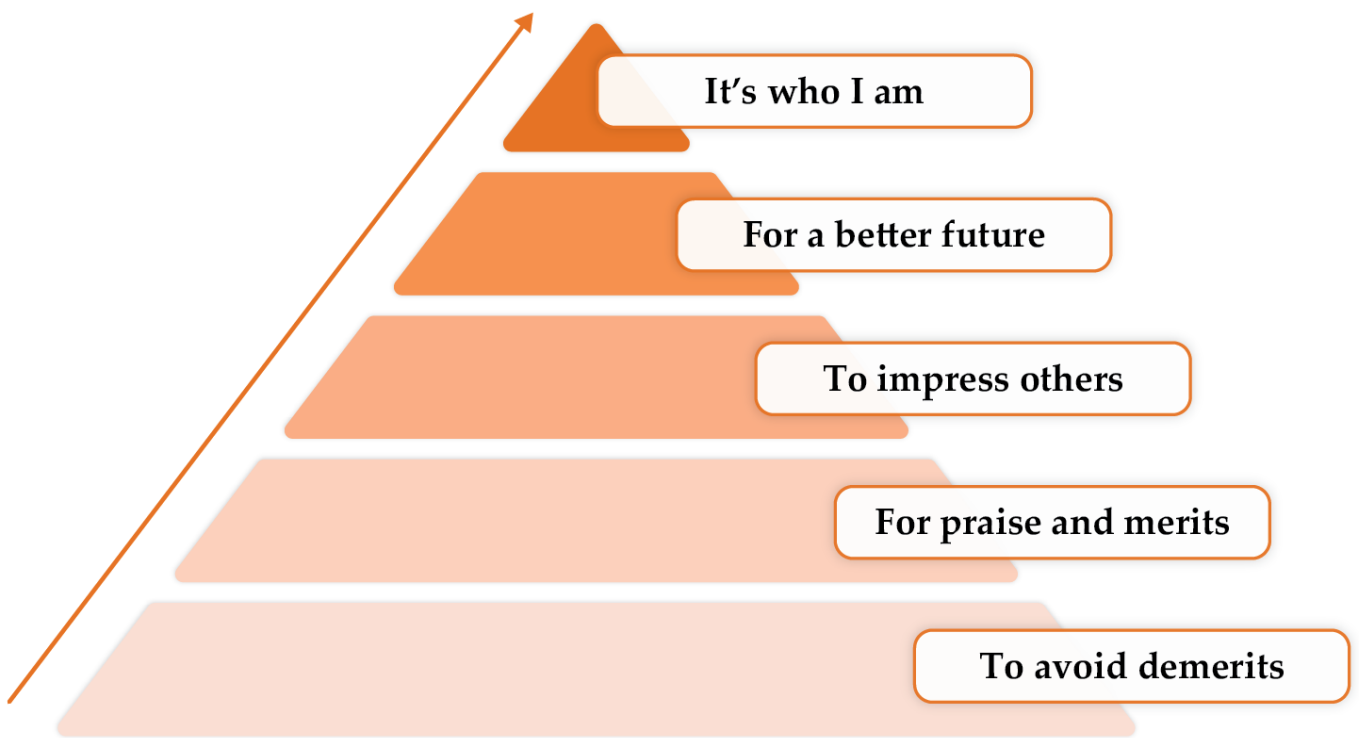 It’s who I am
For a better future
To impress others
For praise and merits
To avoid demerits